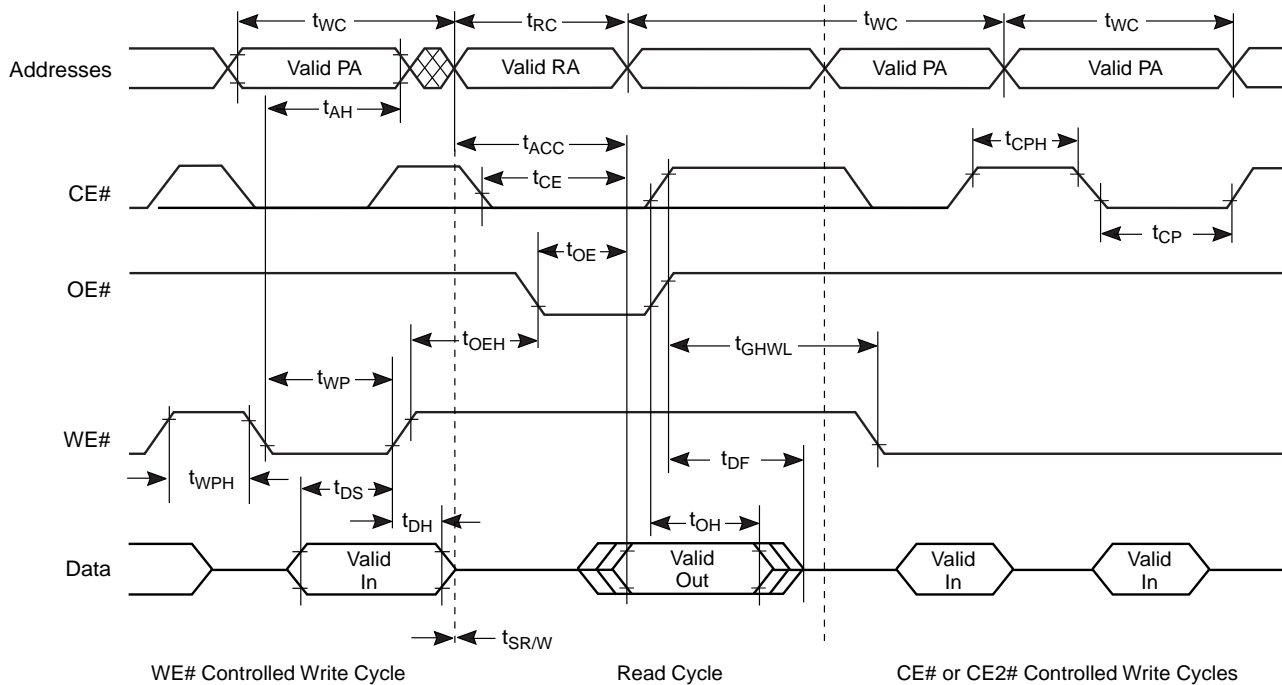 tWC tRC tWC tWC
Addresses Valid PA Valid RA Valid PA Valid PA
tAH
tACC tCPH
CE# tCE
tCP
tOE
OE#
tOEH tGHWL
tWP
WE#
tWPH tDS tDF
tDH tOH
Data Valid In Valid Out Valid In Valid In
tSR/W
WE# Controlled Write Cycle Read Cycle CE# or CE2# Controlled Write Cycles